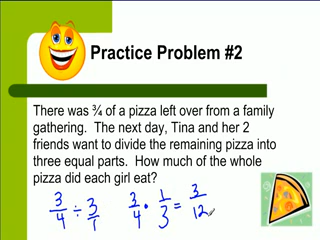 Practice Problem #2
There was ¾ of a pizza left over from a family
gathering. The next day, Tina and her 2
friends want to divide the remaining pizza into
three equal parts. How much of the whole
pizza did each girl eat?
3/4 ÷ 3/1 3/4 · 1/3 = 3/12